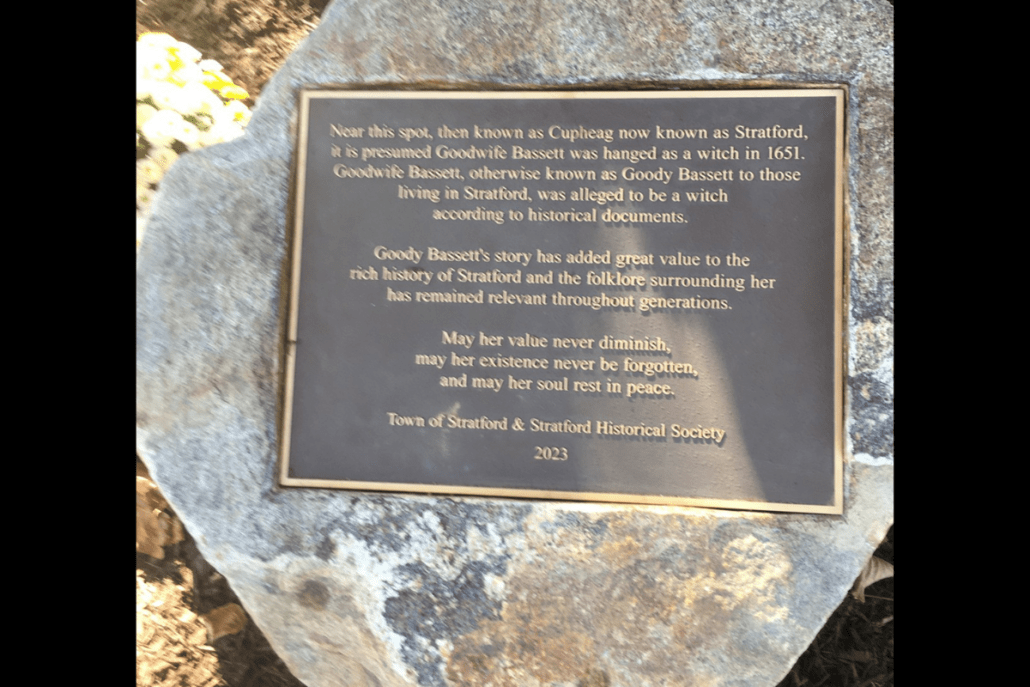 Near this spot, then known as Cupheag now known as Stratford,
it is presumed Goodwife Bassett was hanged as a witch in 1651.
Goodwife Bassett, otherwise known as Goody Bassett to those
living in Stratford, was alleged to be a witch
according to historical documents.
Goody Bassett's story has added great value to the
rich history of Stratford and the folklore surrounding her
has remained relevant throughout generations.
May her value never diminish,
may her existence never be forgotten,
and may her soul rest in peace.
Town of Stratford & Stratford Historical Society
2023